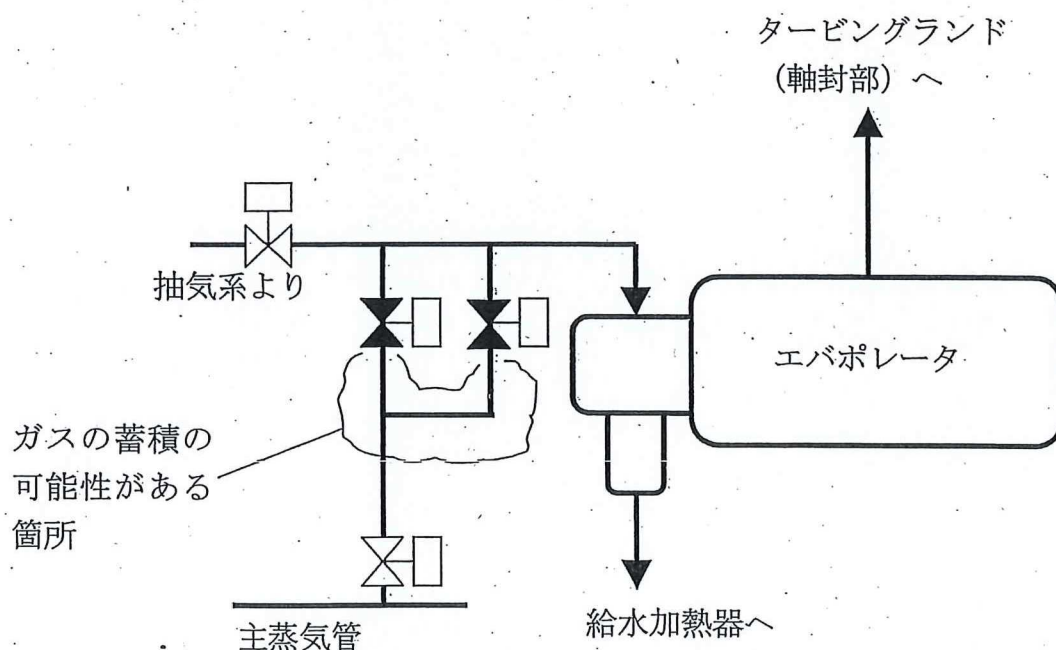 タービングランド
（軸封部）へ
抽気系より
エバポレータ
ガスの蓄積の
可能性がある
箇所
主蒸気管
給水加熱器へ